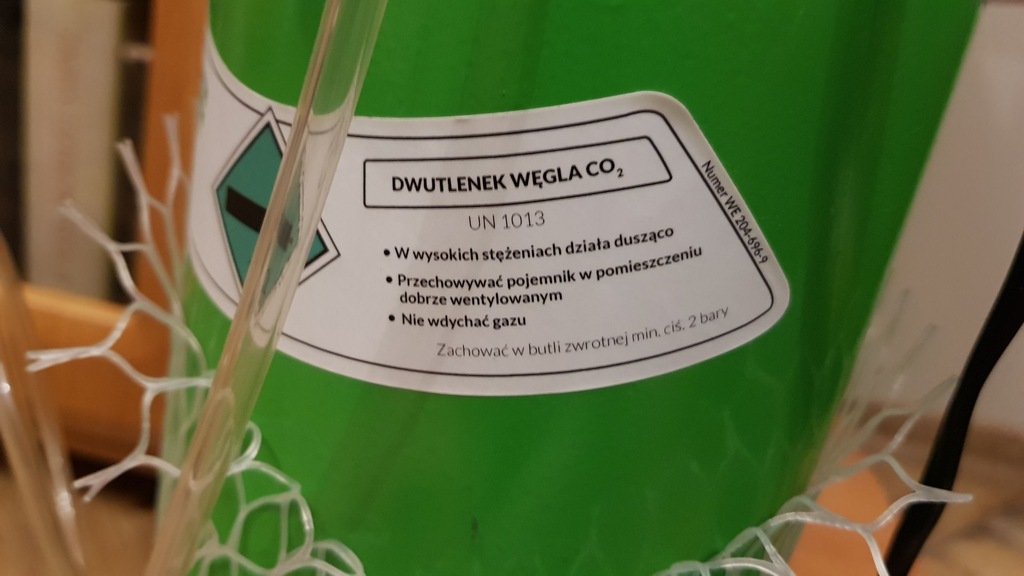 DWUTLENEK WĘGLA CO₂
UN 1013
• W wysokich stężeniach działa dusząco
• Przechowywać pojemnik w pomieszczeniu
dobrze wentylowanym
• Nie wdychać gazu
Zachować w butli zwrotnej min. ciś. 2 bary
Numer WE 204-696-9